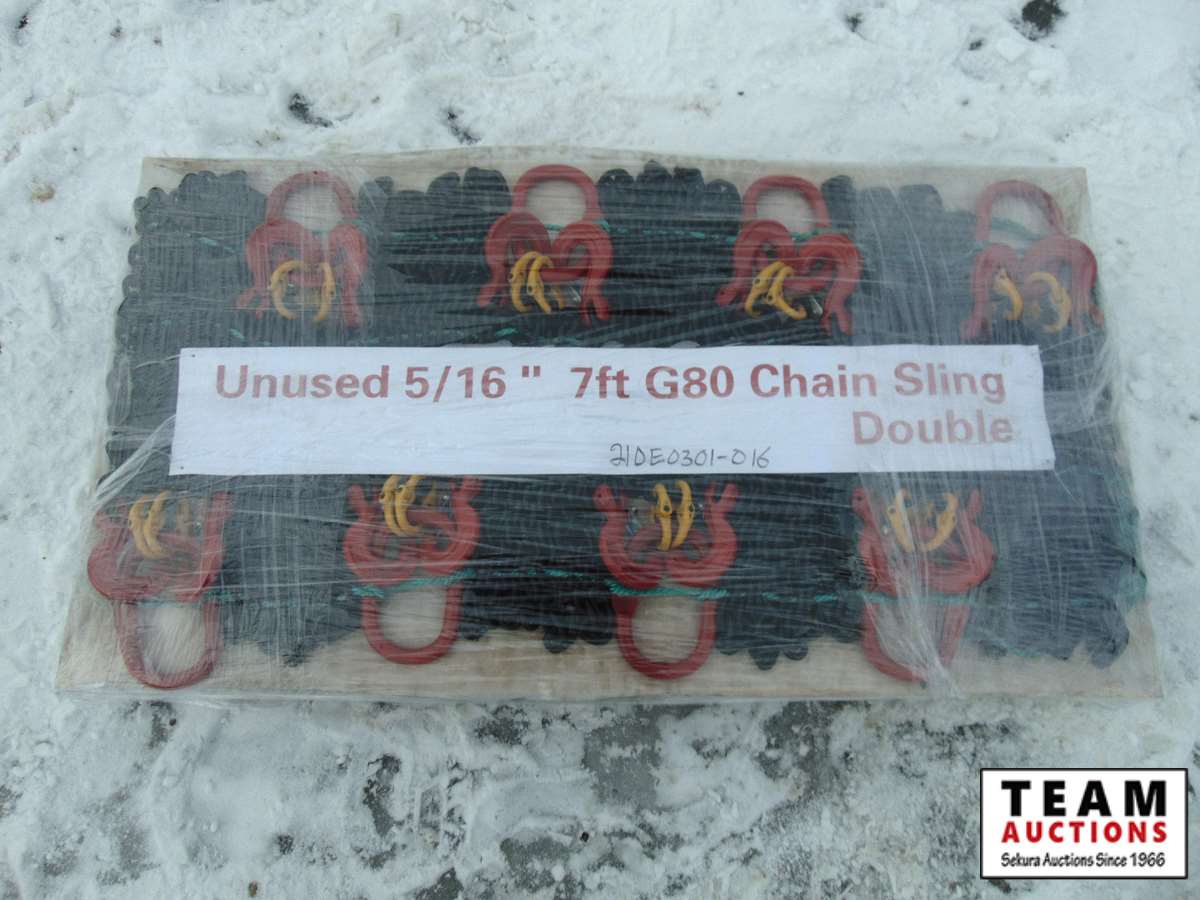 Unused 5/16 " 7ft G80 Chain Sling
Double
21DE0301-016
TEAM
AUCTIONS
Sekura Auctions Since 1966